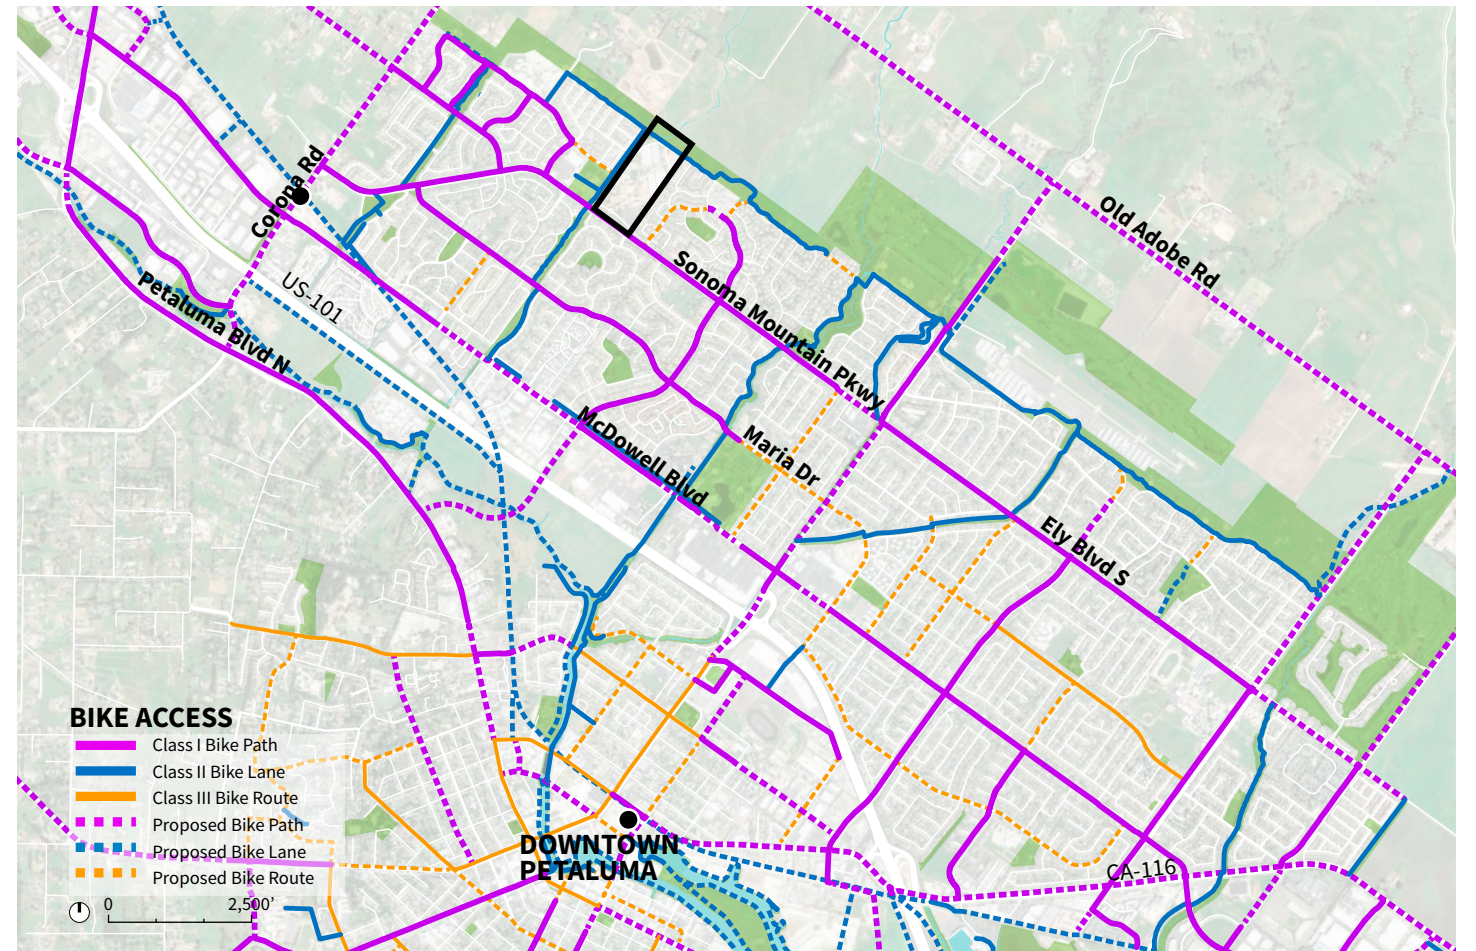 Old Adobe Rd
Corona Rd
Sonoma Mountain Pkwy
US-101
Petaluma Blvd N
McDowell Blvd
Maria Dr
Ely Blvd S
CA-116
DOWNTOWN
PETALUMA
BIKE ACCESS
Class I Bike Path
Class II Bike Lane
Class III Bike Route
Proposed Bike Path
Proposed Bike Lane
Proposed Bike Route
0 2,500’